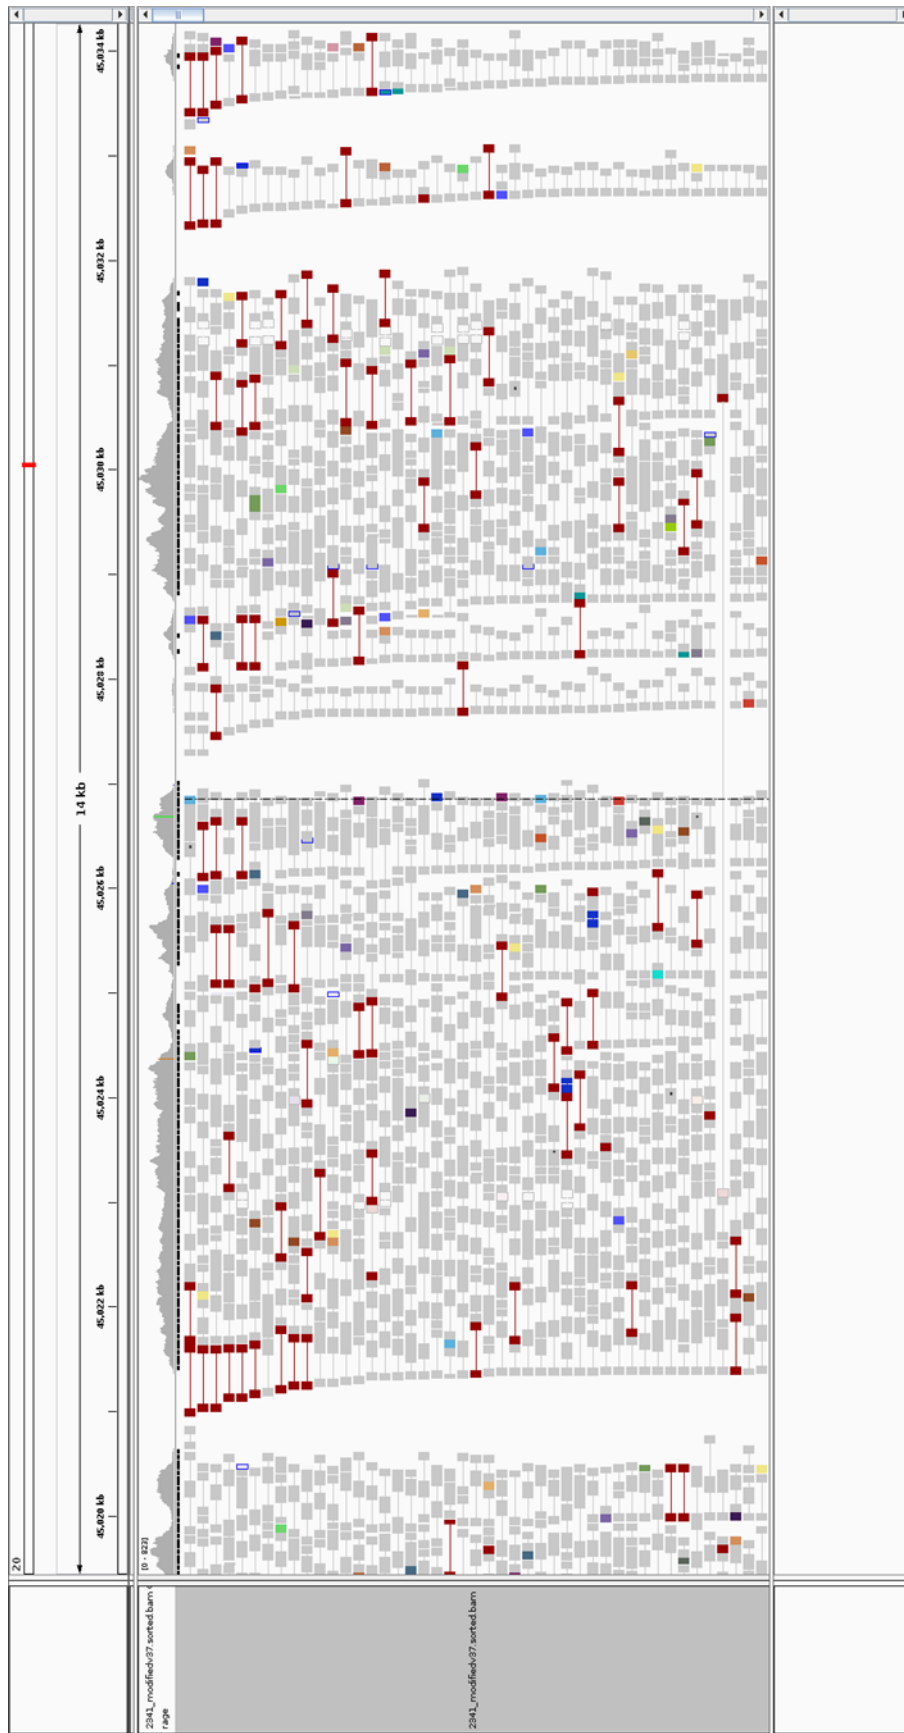 20
14 kb
45,020 kb
45,022 kb
45,024 kb
45,026 kb
45,028 kb
45,030 kb
45,032 kb
45,034 kb
2341_modifiedv37.sorted.bam
rage
[0 - 823]
2341_modifiedv37.sorted.bam